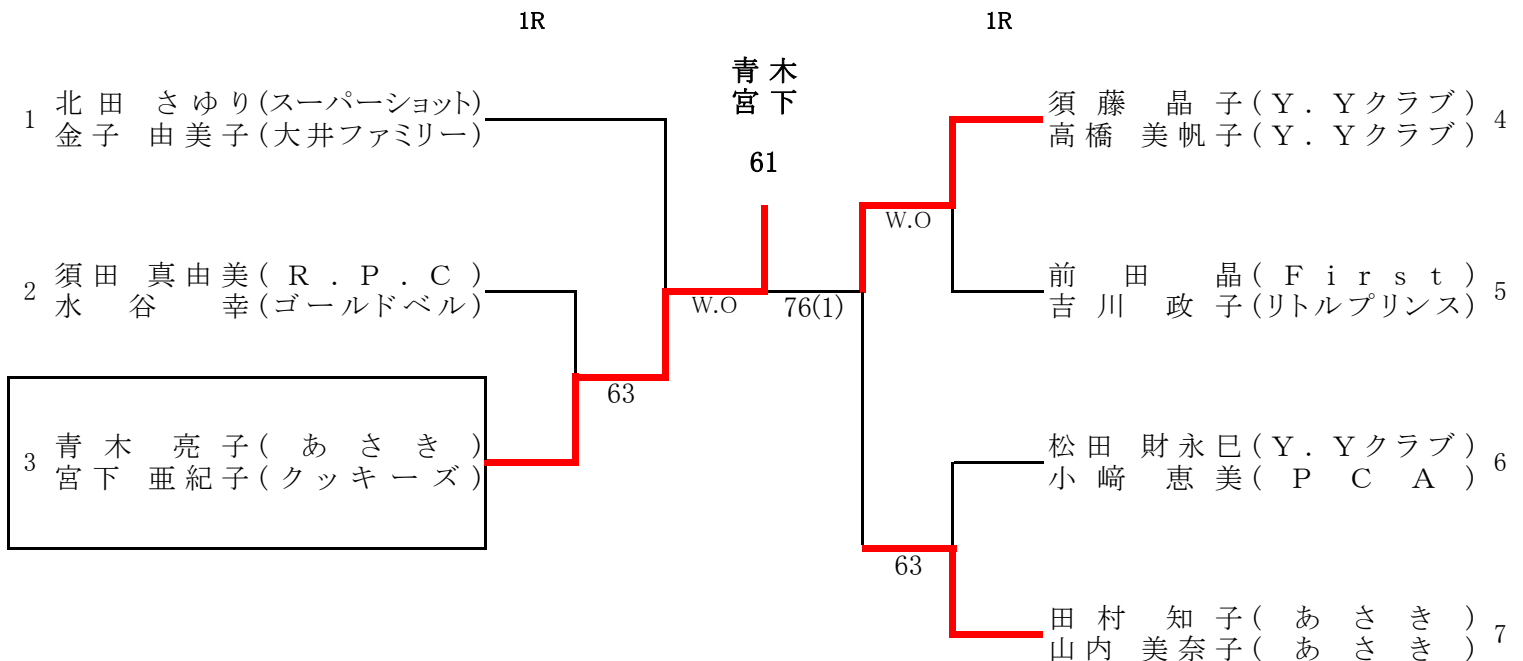 1R
1R
青木
宮下
61
1 北田 さゆり(スーパーショット)
金子 由美子(大井ファミリー)
2 須田 真由美(R.P.C)
水谷 幸(ゴールドベル)
3 青木 亮子(あさき)
宮下 亜紀子(クッキーズ)
63
W.O
76(1)
須藤 晶子(Y.Yクラブ) 4
高橋 美帆子(Y.Yクラブ)
W.O
前田 晶(First) 5
吉川 政子(リトルプリンス)
松田 財永巳(Y.Yクラブ) 6
小﨑 恵美(PCA)
63
田村 知子(あさき) 7
山内 美奈子(あさき)